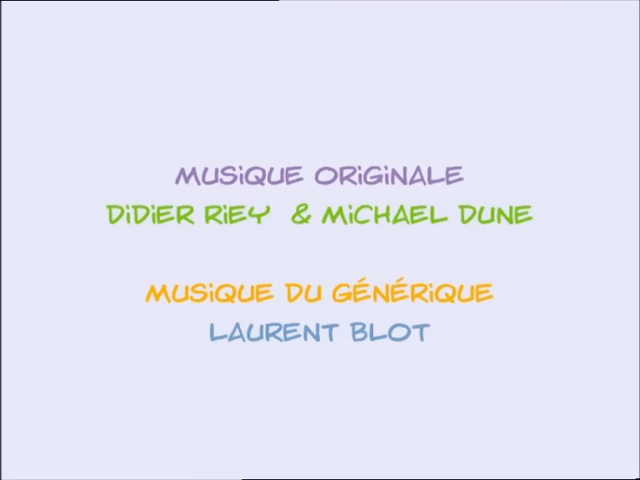 MUSIQUE ORIGINALE
DIDIER RIEY & MICHAEL DUNE
MUSIQUE DU GÉNÉRIQUE
LAURENT BLOT